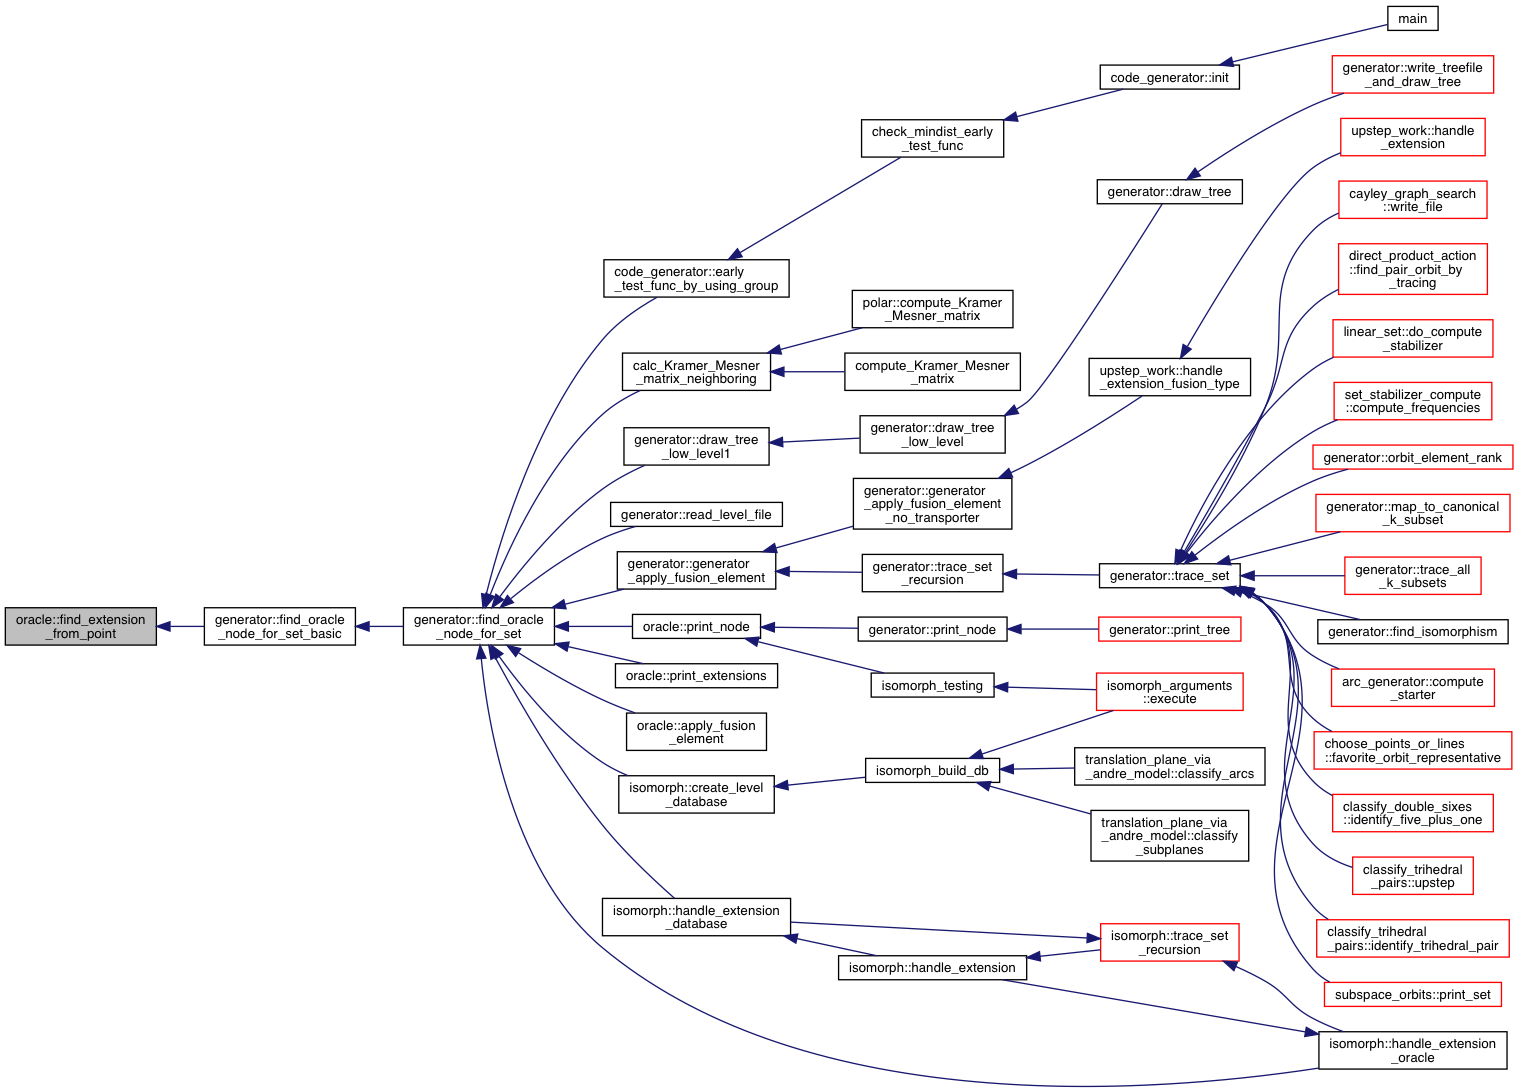 oracle::find_extension
_from_point
generator::find_oracle
_node_for_set_basic
generator::find_oracle
_node_for_set
code_generator::early
_test_func_by_using_group
check_mindist_early
_test_func
code_generator::init
main
calc_Kramer_Mesner
_matrix_neighboring
polar::compute_Kramer
_Mesner_matrix
compute_Kramer_Mesner
_matrix
generator::draw_tree
_low_level1
generator::draw_tree
_low_level
generator::draw_tree
generator::write_treefile
_and_draw_tree
generator::read_level_file
generator::generator
_apply_fusion_element
generator::generator
_apply_fusion_element
_no_transporter
upstep_work::handle
_extension_fusion_type
upstep_work::handle
_extension
generator::trace_set
_recursion
generator::trace_set
cayley_graph_search
::write_file
direct_product_action
::find_pair_orbit_by
_tracing
linear_set::do_compute
_stabilizer
set_stabilizer_compute
::compute_frequencies
generator::orbit_element_rank
generator::map_to_canonical
_k_subset
generator::trace_all
_k_subsets
generator::find_isomorphism
arc_generator::compute
_starter
choose_points_or_lines
::favorite_orbit_representative
classify_double_sixes
::identify_five_plus_one
classify_trihedral
_pairs::upstep
classify_trihedral
_pairs::identify_trihedral_pair
subspace_orbits::print_set
oracle::print_node
generator::print_node
generator::print_tree
isomorph_testing
isomorph_arguments
::execute
oracle::print_extensions
oracle::apply_fusion
_element
isomorph::create_level
_database
isomorph_build_db
translation_plane_via
_andre_model::classify_arcs
translation_plane_via
_andre_model::classify
_subplanes
isomorph::handle_extension
_database
isomorph::handle_extension
isomorph::trace_set
_recursion
isomorph::handle_extension
_oracle